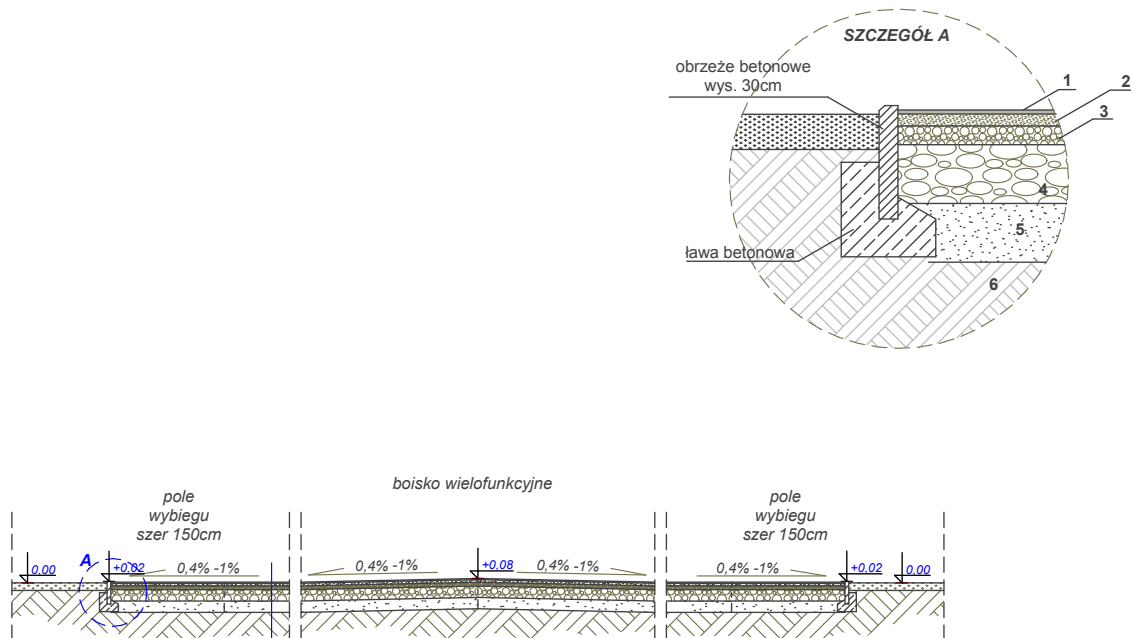 SZCZEGÓŁ A
obrzeże betonowe
wys. 30cm
1
2
3
4
5
ława betonowa
6
boisko wielofunkcyjne
pole
wybiegu
szer 150cm
pole
wybiegu
szer 150cm
A
0,00
+0,02
0,4% -1%
0,4% -1%
+0,08
0,4% -1%
0,4% -1%
+0,02
0,00